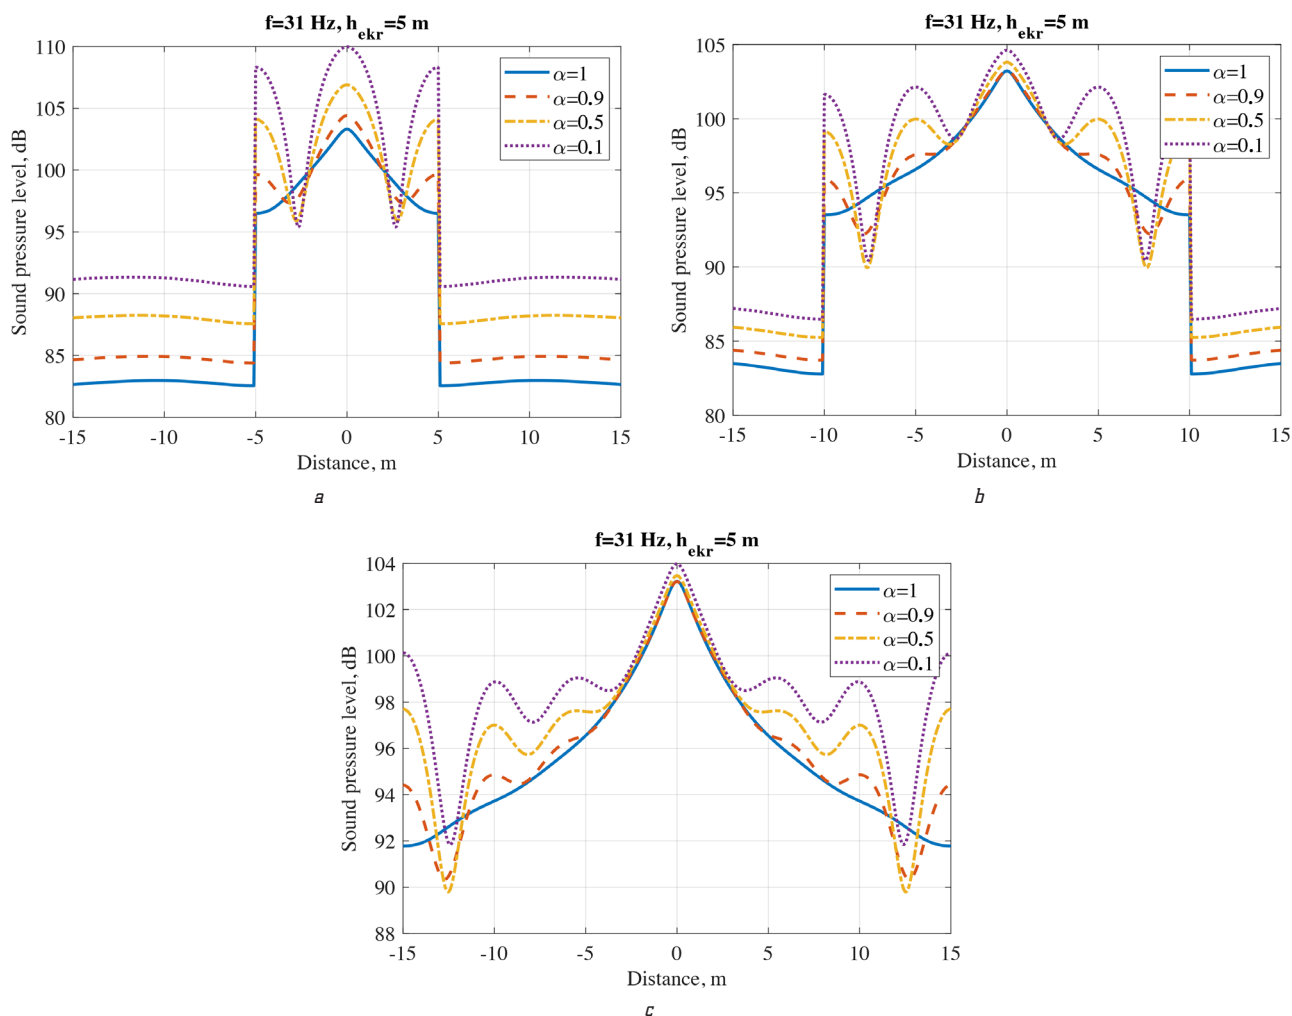 f=31 Hz, h_ekr=5 m
110
105
100
95
90
85
80
Sound pressure level, dB
-15 -10 -5 0 5 10 15
Distance, m
α=1
α=0.9
α=0.5
α=0.1
a
f=31 Hz, h_ekr=5 m
105
100
95
90
85
80
Sound pressure level, dB
-15 -10 -5 0 5 10 15
Distance, m
α=1
α=0.9
α=0.5
α=0.1
b
f=31 Hz, h_ekr=5 m
104
102
100
98
96
94
92
90
88
Sound pressure level, dB
-15 -10 -5 0 5 10 15
Distance, m
α=1
α=0.9
α=0.5
α=0.1
c